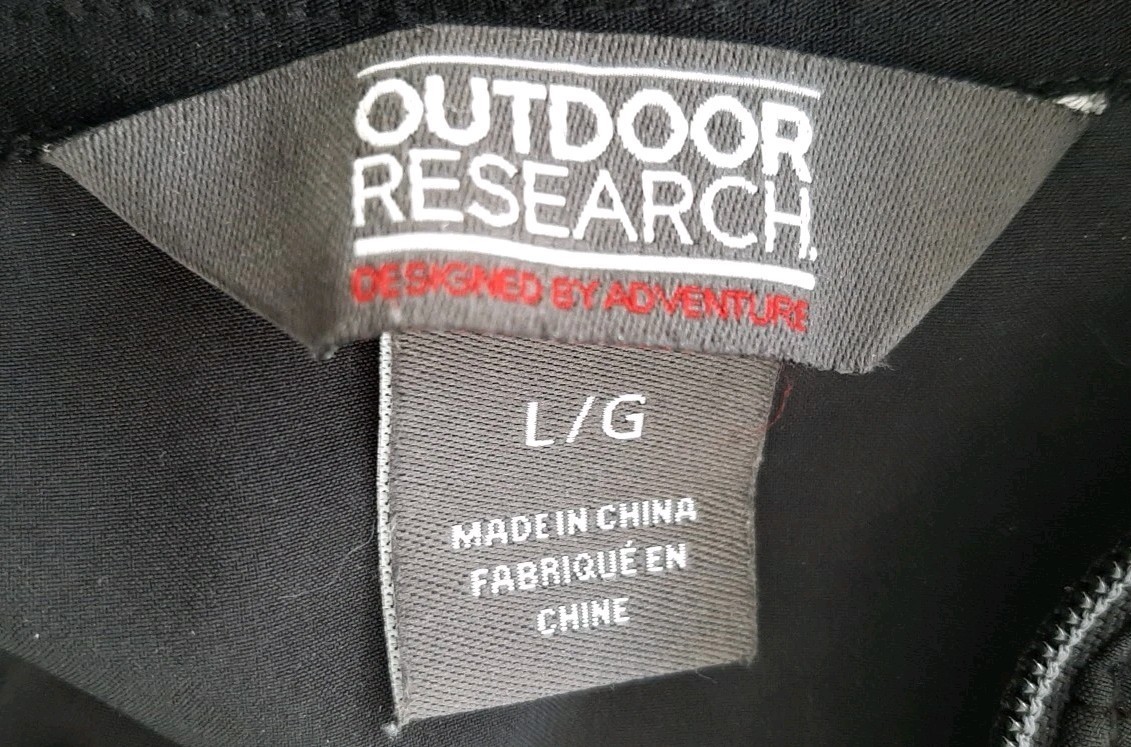 OUTDOOR
RESEARCH
DESIGNED BY ADVENTURE
L/G
MADE IN CHINA
FABRIQUÉ EN
CHINE